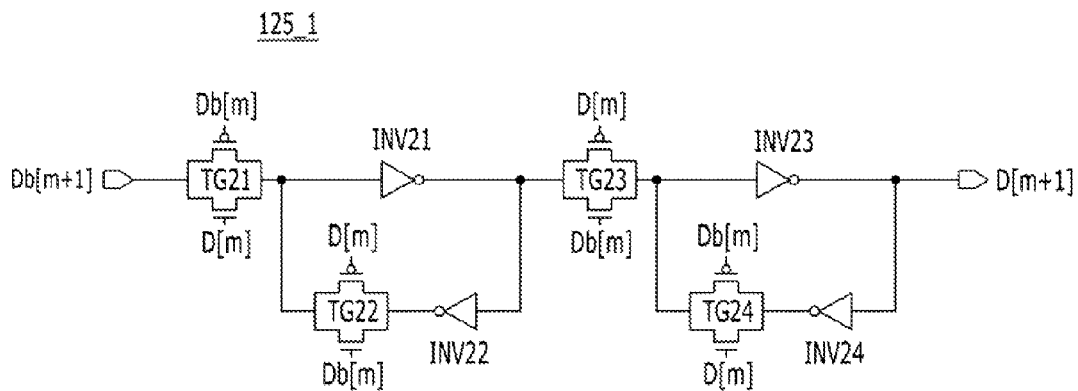 125_1
Db[m]
D[m]
INV21
INV23
Db[m+1]
TG21
TG23
D[m+1]
D[m]
Db[m]
D[m]
Db[m]
TG22
TG24
INV22
INV24
Db[m]
D[m]